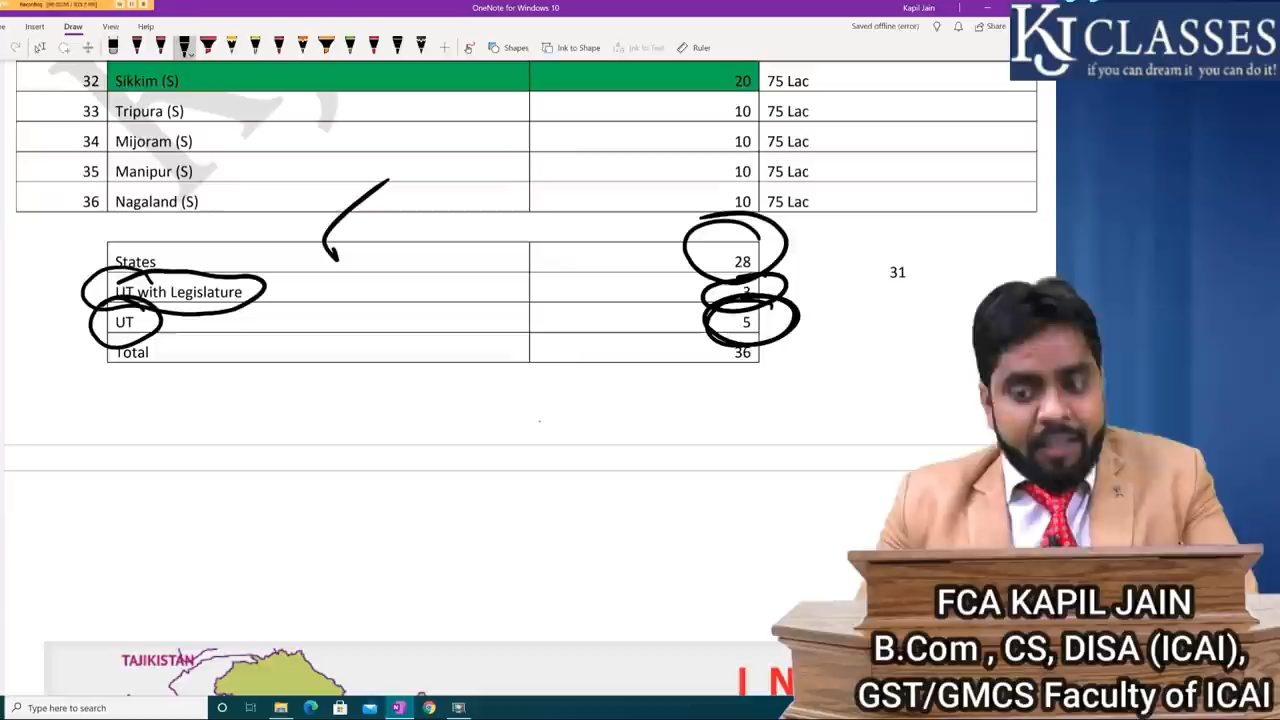 OneNote for Windows 10
Kapil Jain
Insert Draw History View Help
Saved offline (error) Share
Shapes Ink to Shape Ink to Text Ruler
KJ CLASSES
if you can dream it you can do it!
32 Sikkim (S) 20 75 Lac
33 Tripura (S) 10 75 Lac
34 Mijoram (S) 10 75 Lac
35 Manipur (S) 10 75 Lac
36 Nagaland (S) 10 75 Lac
States 28
31
UT with Legislature 3
UT 5
Total 36
TAJIKISTAN
I N
FCA KAPIL JAIN
B.Com , CS, DISA (ICAI),
GST/GMCS Faculty of ICAI
Type here to search